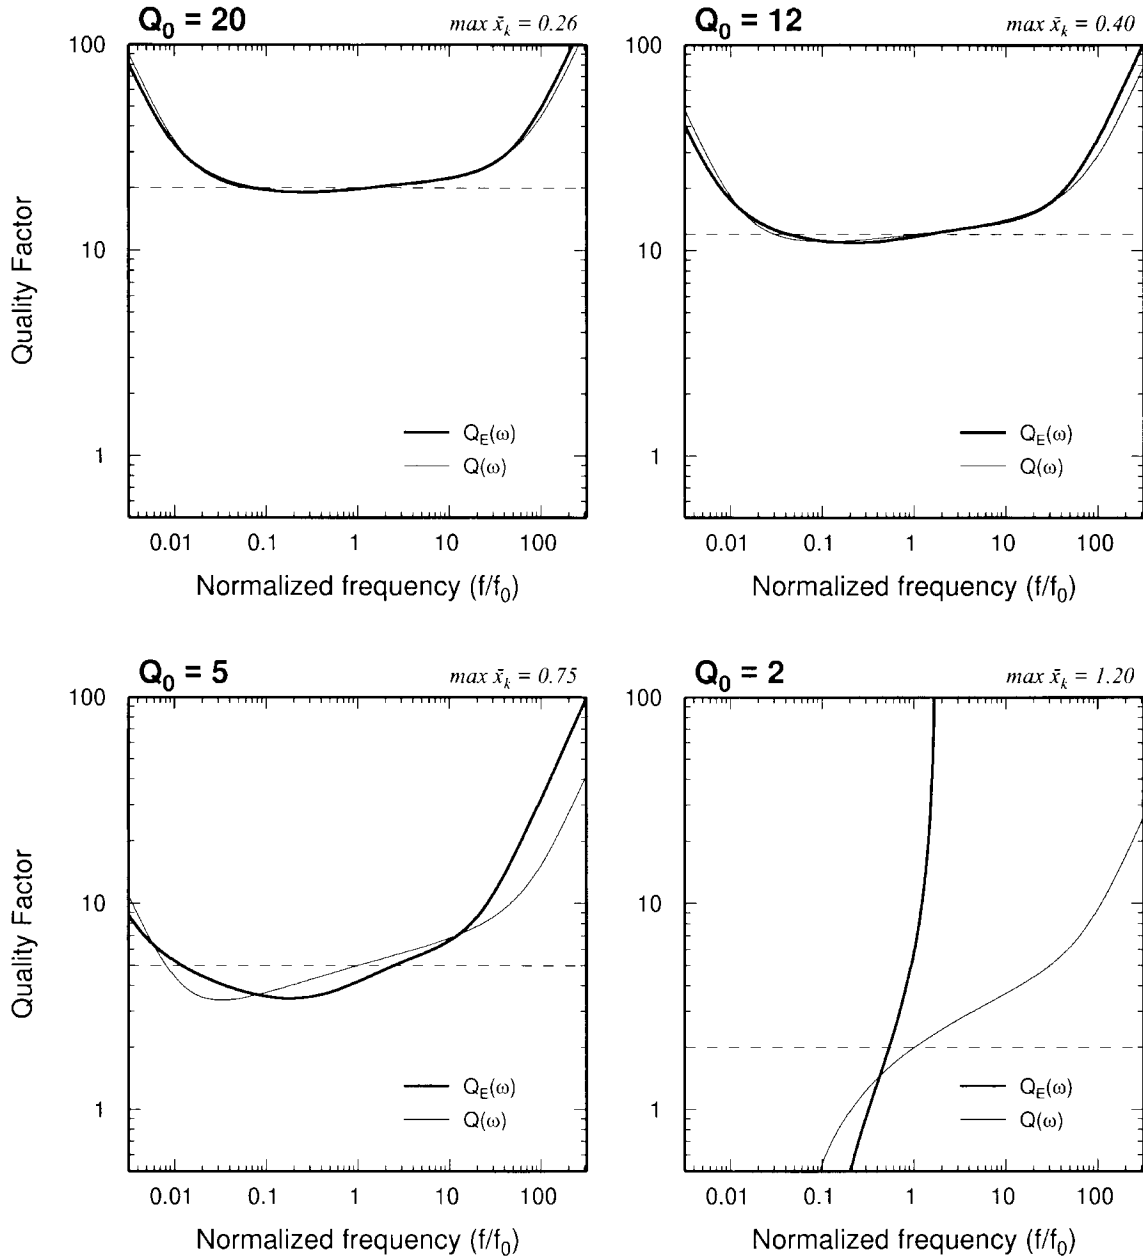 Q₀ = 20
max x̄ₖ = 0.26
100
10
1
Quality Factor
Q_E(ω)
Q(ω)
0.01 0.1 1 10 100
Normalized frequency (f/f₀)
Q₀ = 12
max x̄ₖ = 0.40
100
10
1
Q_E(ω)
Q(ω)
0.01 0.1 1 10 100
Normalized frequency (f/f₀)
Q₀ = 5
max x̄ₖ = 0.75
100
10
1
Quality Factor
Q_E(ω)
Q(ω)
0.01 0.1 1 10 100
Normalized frequency (f/f₀)
Q₀ = 2
max x̄ₖ = 1.20
100
10
1
Q_E(ω)
Q(ω)
0.01 0.1 1 10 100
Normalized frequency (f/f₀)